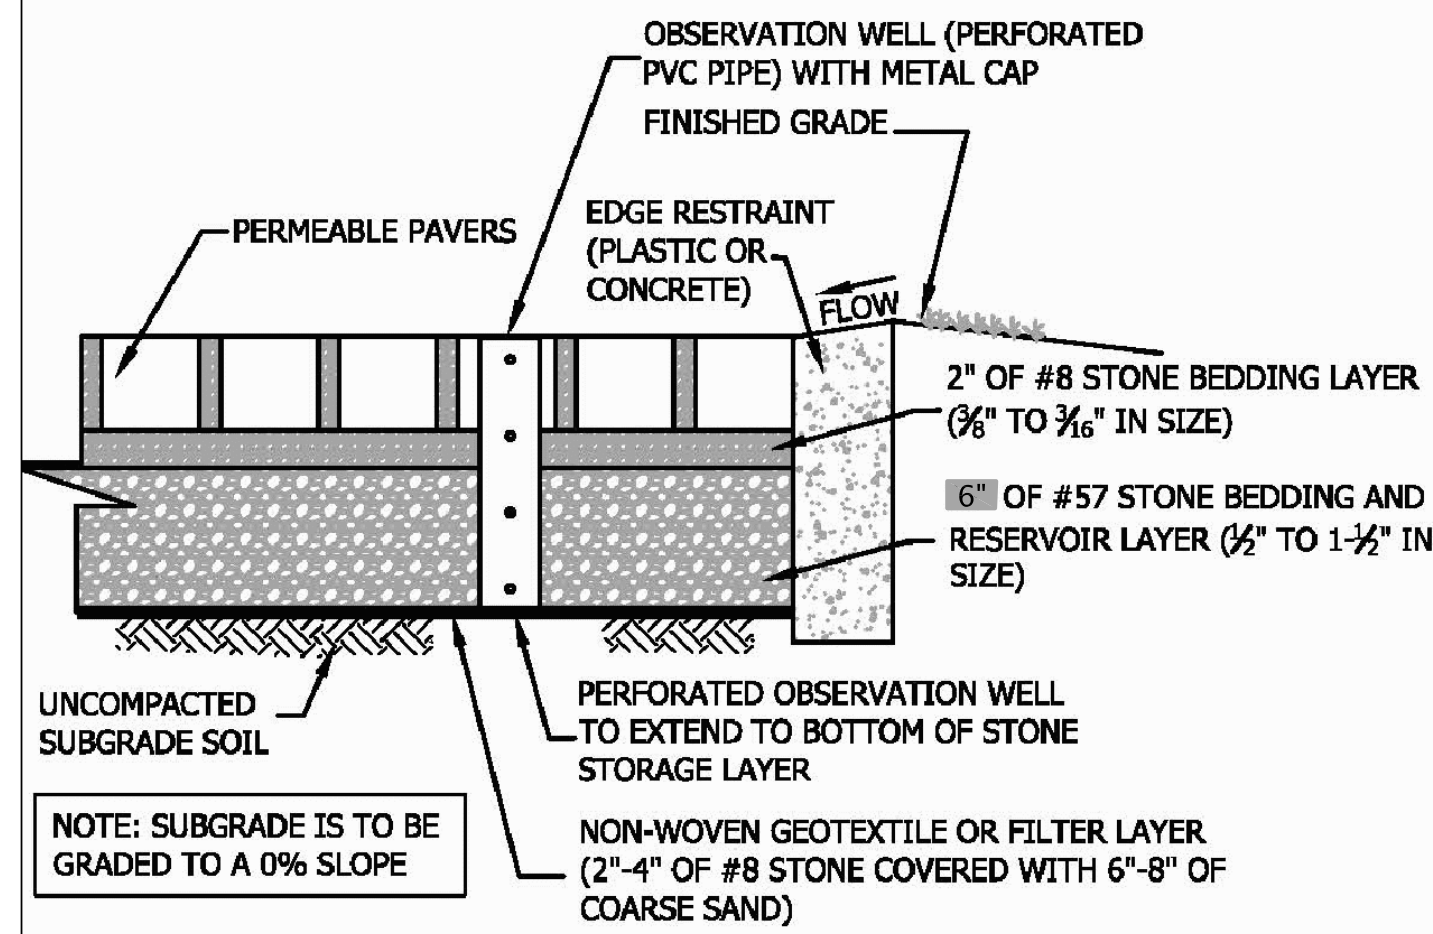 OBSERVATION WELL (PERFORATED
PVC PIPE) WITH METAL CAP
FINISHED GRADE
EDGE RESTRAINT
(PLASTIC OR
CONCRETE)
PERMEABLE PAVERS
FLOW
2" OF #8 STONE BEDDING LAYER
(3/8" TO 3/16" IN SIZE)
6" OF #57 STONE BEDDING AND
RESERVOIR LAYER (1/2" TO 1-1/2" IN
SIZE)
UNCOMPACTED
SUBGRADE SOIL
PERFORATED OBSERVATION WELL
TO EXTEND TO BOTTOM OF STONE
STORAGE LAYER
NOTE: SUBGRADE IS TO BE
GRADED TO A 0% SLOPE
NON-WOVEN GEOTEXTILE OR FILTER LAYER
(2"-4" OF #8 STONE COVERED WITH 6"-8" OF
COARSE SAND)